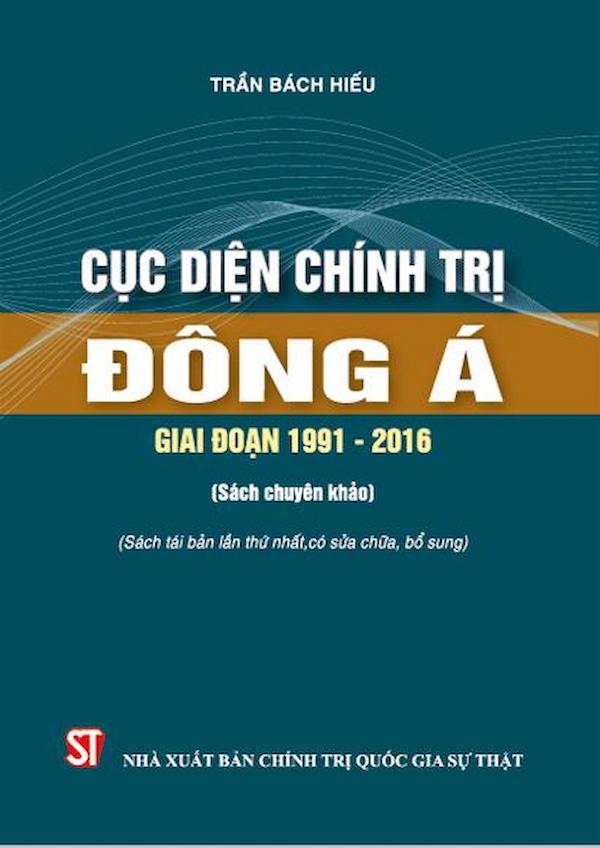 TRẦN BÁCH HIẾU
CỤC DIỆN CHÍNH TRỊ
ĐÔNG Á
GIAI ĐOẠN 1991 - 2016
(Sách chuyên khảo)
(Sách tái bản lần thứ nhất,có sửa chữa, bổ sung)
ST
NHÀ XUẤT BẢN CHÍNH TRỊ QUỐC GIA SỰ THẬT